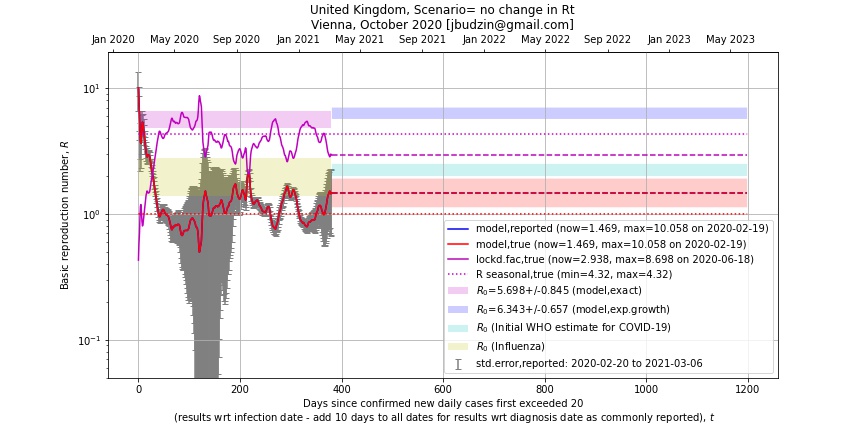 United Kingdom, Scenario= no change in Rt
Vienna, October 2020 [jbudzin@gmail.com]
Jan 2020 May 2020 Sep 2020 Jan 2021 May 2021 Sep 2021 Jan 2022 May 2022 Sep 2022 Jan 2023 May 2023
10¹
10⁰
10⁻¹
Basic reproduction number, R
model,reported (now=1.469, max=10.058 on 2020-02-19)
model,true (now=1.469, max=10.058 on 2020-02-19)
lockd.fac,true (now=2.938, max=8.698 on 2020-06-18)
R seasonal,true (min=4.32, max=4.32)
R₀=5.698+/-0.845 (model,exact)
R₀=6.343+/-0.657 (model,exp.growth)
R₀ (Initial WHO estimate for COVID-19)
R₀ (Influenza)
std.error,reported: 2020-02-20 to 2021-03-06
0 200 400 600 800 1000 1200
Days since confirmed new daily cases first exceeded 20
(results wrt infection date - add 10 days to all dates for results wrt diagnosis date as commonly reported), t